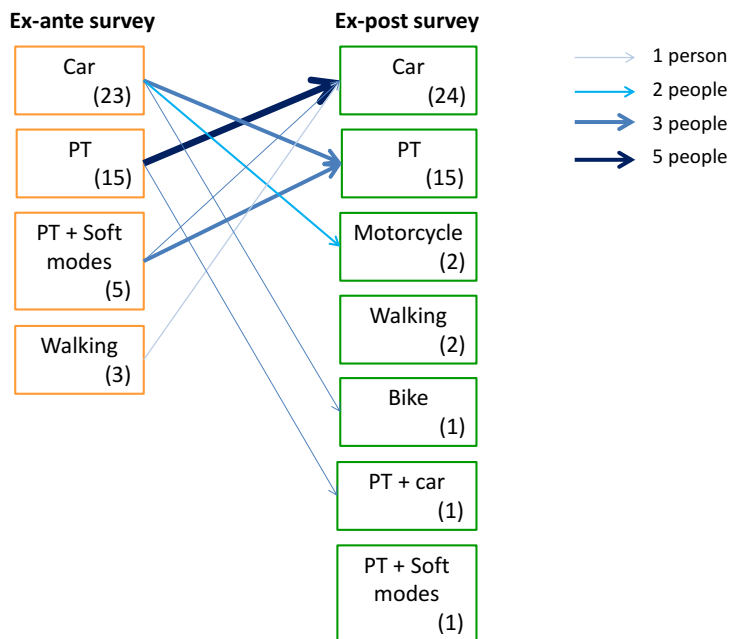 Ex-ante survey
Ex-post survey
Car
(23)
PT
(15)
PT + Soft
modes
(5)
Walking
(3)
Car
(24)
PT
(15)
Motorcycle
(2)
Walking
(2)
Bike
(1)
PT + car
(1)
PT + Soft
modes
(1)
1 person
2 people
3 people
5 people